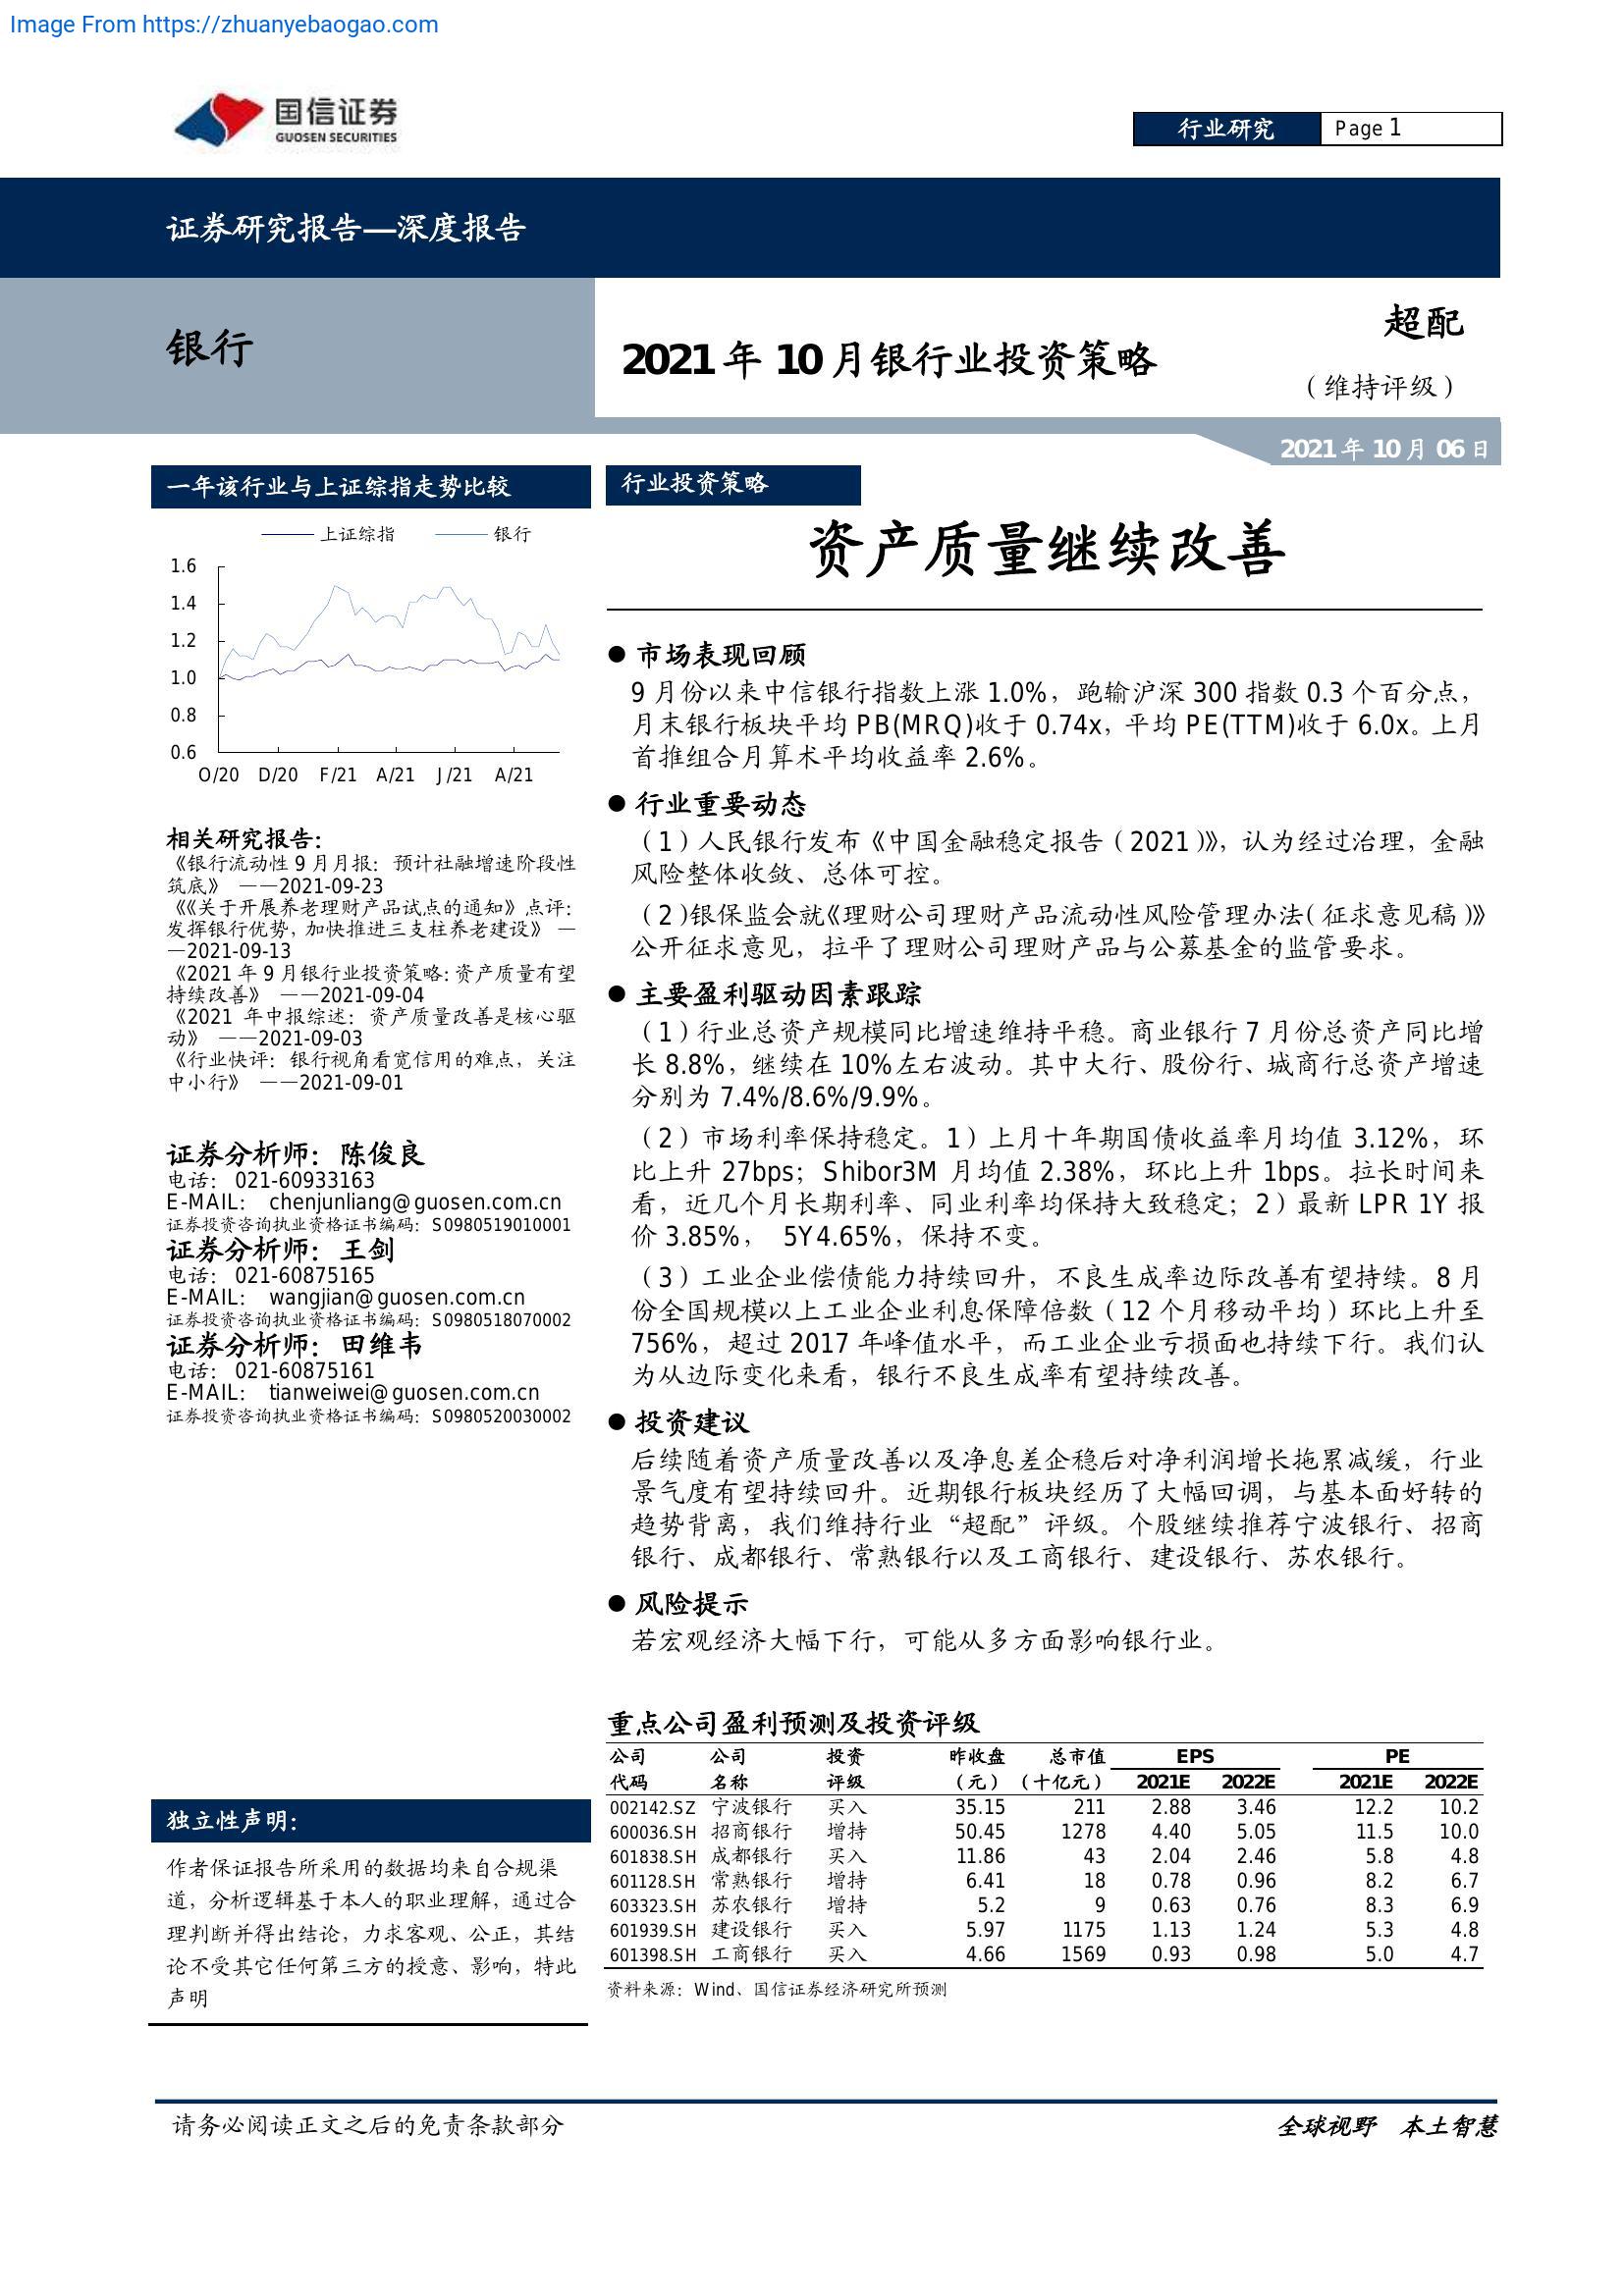 Image From https://zhuanyebaogao.com
国信证券
GUOSEN SECURITIES
行业研究 Page 1
证券研究报告—深度报告
银行
2021 年 10 月银行业投资策略
超配
（维持评级）
2021 年 10 月 06 日
一年该行业与上证综指走势比较
上证综指 银行
1.6
1.4
1.2
1.0
0.8
0.6
O/20 D/20 F/21 A/21 J/21 A/21
相关研究报告：
《银行流动性 9 月月报：预计社融增速阶段性
筑底》 ——2021-09-23
《《关于开展养老理财产品试点的通知》点评：
发挥银行优势，加快推进三支柱养老建设》 —
—2021-09-13
《2021 年 9 月银行业投资策略：资产质量有望
持续改善》 ——2021-09-04
《2021 年中报综述：资产质量改善是核心驱
动》 ——2021-09-03
《行业快评：银行视角看宽信用的难点，关注
中小行》 ——2021-09-01
证券分析师：陈俊良
电话： 021-60933163
E-MAIL： chenjunliang@guosen.com.cn
证券投资咨询执业资格证书编码：S0980519010001
证券分析师：王剑
电话： 021-60875165
E-MAIL： wangjian@guosen.com.cn
证券投资咨询执业资格证书编码：S0980518070002
证券分析师：田维韦
电话： 021-60875161
E-MAIL： tianweiwei@guosen.com.cn
证券投资咨询执业资格证书编码：S0980520030002
独立性声明：
作者保证报告所采用的数据均来自合规渠
道，分析逻辑基于本人的职业理解，通过合
理判断并得出结论，力求客观、公正，其结
论不受其它任何第三方的授意、影响，特此
声明
行业投资策略
资产质量继续改善
● 市场表现回顾
9 月份以来中信银行指数上涨 1.0%，跑输沪深 300 指数 0.3 个百分点，
月末银行板块平均 PB(MRQ)收于 0.74x，平均 PE(TTM)收于 6.0x。上月
首推组合月算术平均收益率 2.6%。
● 行业重要动态
（1）人民银行发布《中国金融稳定报告（2021）》，认为经过治理，金融
风险整体收敛、总体可控。
（2）银保监会就《理财公司理财产品流动性风险管理办法（征求意见稿）》
公开征求意见，拉平了理财公司理财产品与公募基金的监管要求。
● 主要盈利驱动因素跟踪
（1）行业总资产规模同比增速维持平稳。商业银行 7 月份总资产同比增
长 8.8%，继续在 10%左右波动。其中大行、股份行、城商行总资产增速
分别为 7.4%/8.6%/9.9%。
（2）市场利率保持稳定。1）上月十年期国债收益率月均值 3.12%，环
比上升 27bps；Shibor3M 月均值 2.38%，环比上升 1bps。拉长时间来
看，近几个月长期利率、同业利率均保持大致稳定；2）最新 LPR 1Y 报
价 3.85%， 5Y4.65%，保持不变。
（3）工业企业偿债能力持续回升，不良生成率边际改善有望持续。8 月
份全国规模以上工业企业利息保障倍数（12 个月移动平均）环比上升至
756%，超过 2017 年峰值水平，而工业企业亏损面也持续下行。我们认
为从边际变化来看，银行不良生成率有望持续改善。
● 投资建议
后续随着资产质量改善以及净息差企稳后对净利润增长拖累减缓，行业
景气度有望持续回升。近期银行板块经历了大幅回调，与基本面好转的
趋势背离，我们维持行业“超配”评级。个股继续推荐宁波银行、招商
银行、成都银行、常熟银行以及工商银行、建设银行、苏农银行。
● 风险提示
若宏观经济大幅下行，可能从多方面影响银行业。
重点公司盈利预测及投资评级
公司 公司 投资 昨收盘 总市值 EPS PE
代码 名称 评级 （元） （十亿元） 2021E 2022E 2021E 2022E
002142.SZ 宁波银行 买入 35.15 211 2.88 3.46 12.2 10.2
600036.SH 招商银行 增持 50.45 1278 4.40 5.05 11.5 10.0
601838.SH 成都银行 买入 11.86 43 2.04 2.46 5.8 4.8
601128.SH 常熟银行 增持 6.41 18 0.78 0.96 8.2 6.7
603323.SH 苏农银行 增持 5.2 9 0.63 0.76 8.3 6.9
601939.SH 建设银行 买入 5.97 1175 1.13 1.24 5.3 4.8
601398.SH 工商银行 买入 4.66 1569 0.93 0.98 5.0 4.7
资料来源：Wind、国信证券经济研究所预测
请务必阅读正文之后的免责条款部分
全球视野 本土智慧